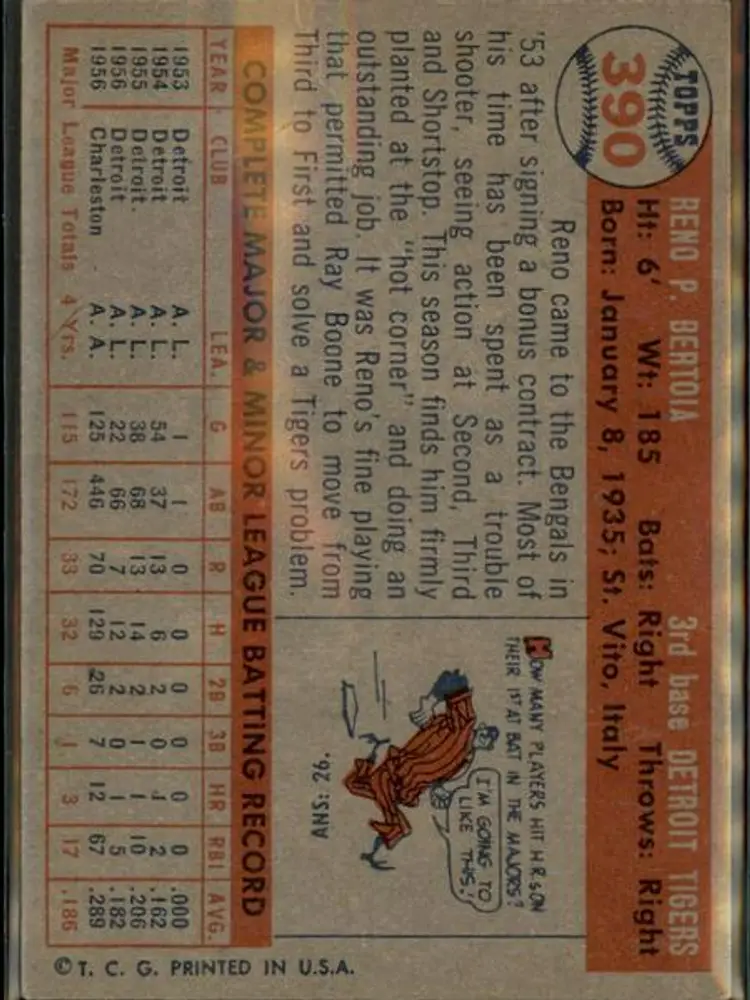 TOPPS
390
RENO P. BERTOIA 3rd base DETROIT TIGERS
Ht: 6' Wt: 185 Bats: Right Throws: Right
Born: January 8, 1935; St. Vito, Italy
Reno came to the Bengals in
'53 after signing a bonus contract. Most of
his time has been spent as a trouble
shooter, seeing action at Second, Third
and Shortstop. This season finds him firmly
planted at the "hot corner" and doing an
outstanding job. It was Reno's fine playing
that permitted Ray Boone to move from
Third to First and solve a Tigers problem.
HOW MANY PLAYERS HIT H.R.S ON
THEIR 1ST AT BAT IN THE MAJORS?
I'M GOING TO
LIKE THIS!
ANS: 26.
COMPLETE MAJOR & MINOR LEAGUE BATTING RECORD
YEAR CLUB LEA. G AB R H 2B 3B HR RBI AVG.
1953 Detroit A. L. 1 1 0 0 0 0 0 0 .000
1954 Detroit A. L. 54 37 13 6 2 0 1 2 .162
1955 Detroit A. L. 38 68 13 14 2 1 1 10 .206
1956 Detroit A. L. 22 66 7 12 2 0 1 5 .182
1956 Charleston A. A. 125 446 70 129 26 7 12 67 .289
Major League Totals 4 Yrs. 115 172 33 32 6 1 3 17 .186
© T. C. G. PRINTED IN U.S.A.